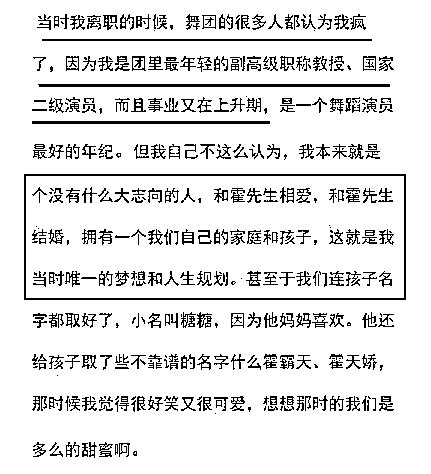 当时我离职的时候，舞团的很多人都认为我疯
了，因为我是团里最年轻的副高级职称教授、国家
二级演员，而且事业又在上升期，是一个舞蹈演员
最好的年纪。但我自己不这么认为，我本来就是
个没有什么大志向的人，和霍先生相爱，和霍先生
结婚，拥有一个我们自己的家庭和孩子，这就是我
当时唯一的梦想和人生规划。甚至于我们连孩子名
字都取好了，小名叫糖糖，因为他妈妈喜欢。他还
给孩子取了些不靠谱的名字什么霍霸天、霍天娇，
那时候我觉得很好笑又很可爱，想想那时的我们是
多么的甜蜜啊。